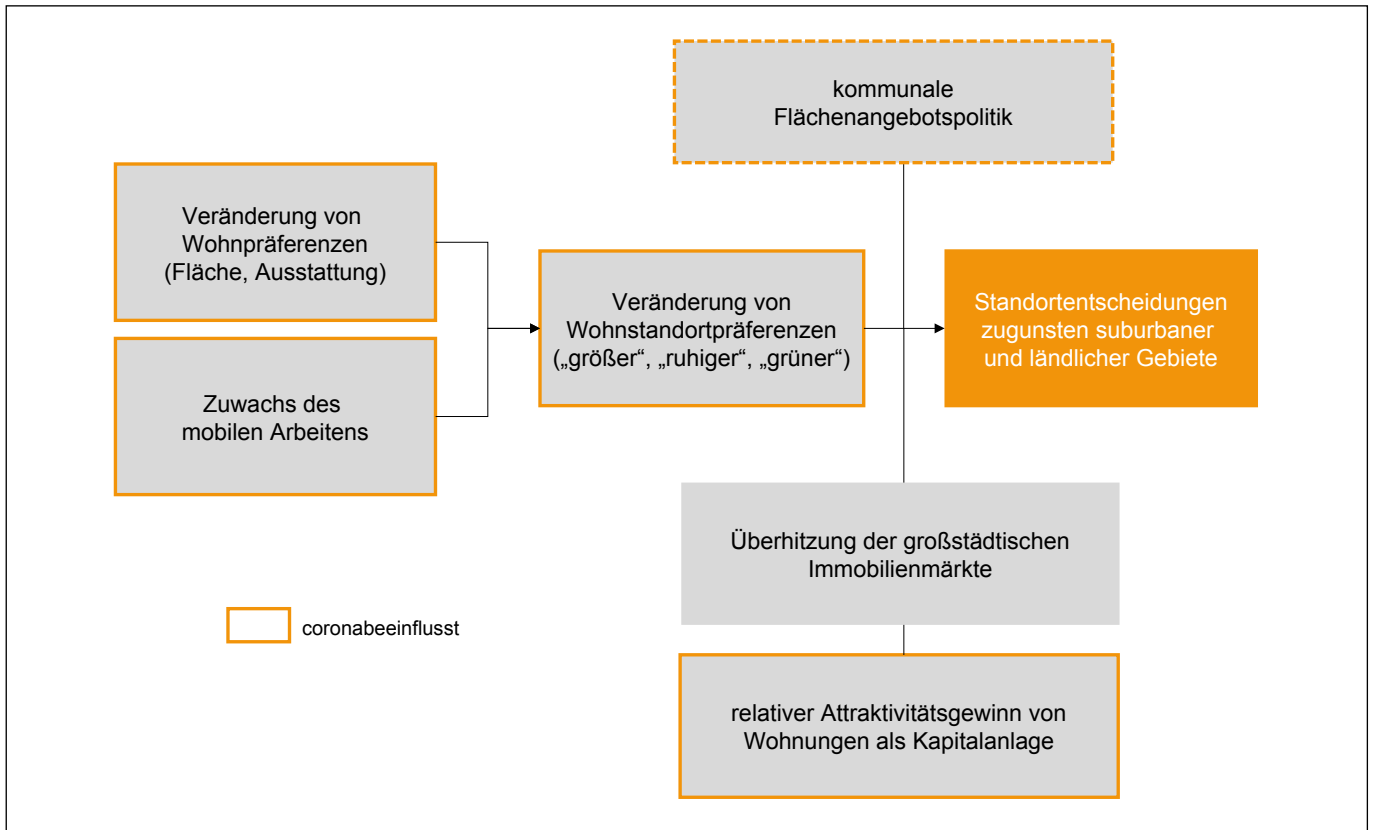 kommunale
Flächenangebotspolitik
Veränderung von
Wohnpräferenzen
(Fläche, Ausstattung)
Zuwachs des
mobilen Arbeitens
Veränderung von
Wohnstandortpräferenzen
(„größer“, „ruhiger“, „grüner“)
Standortentscheidungen
zugunsten suburbaner
und ländlicher Gebiete
Überhitzung der großstädtischen
Immobilienmärkte
relativer Attraktivitätsgewinn von
Wohnungen als Kapitalanlage
coronabeeinflusst